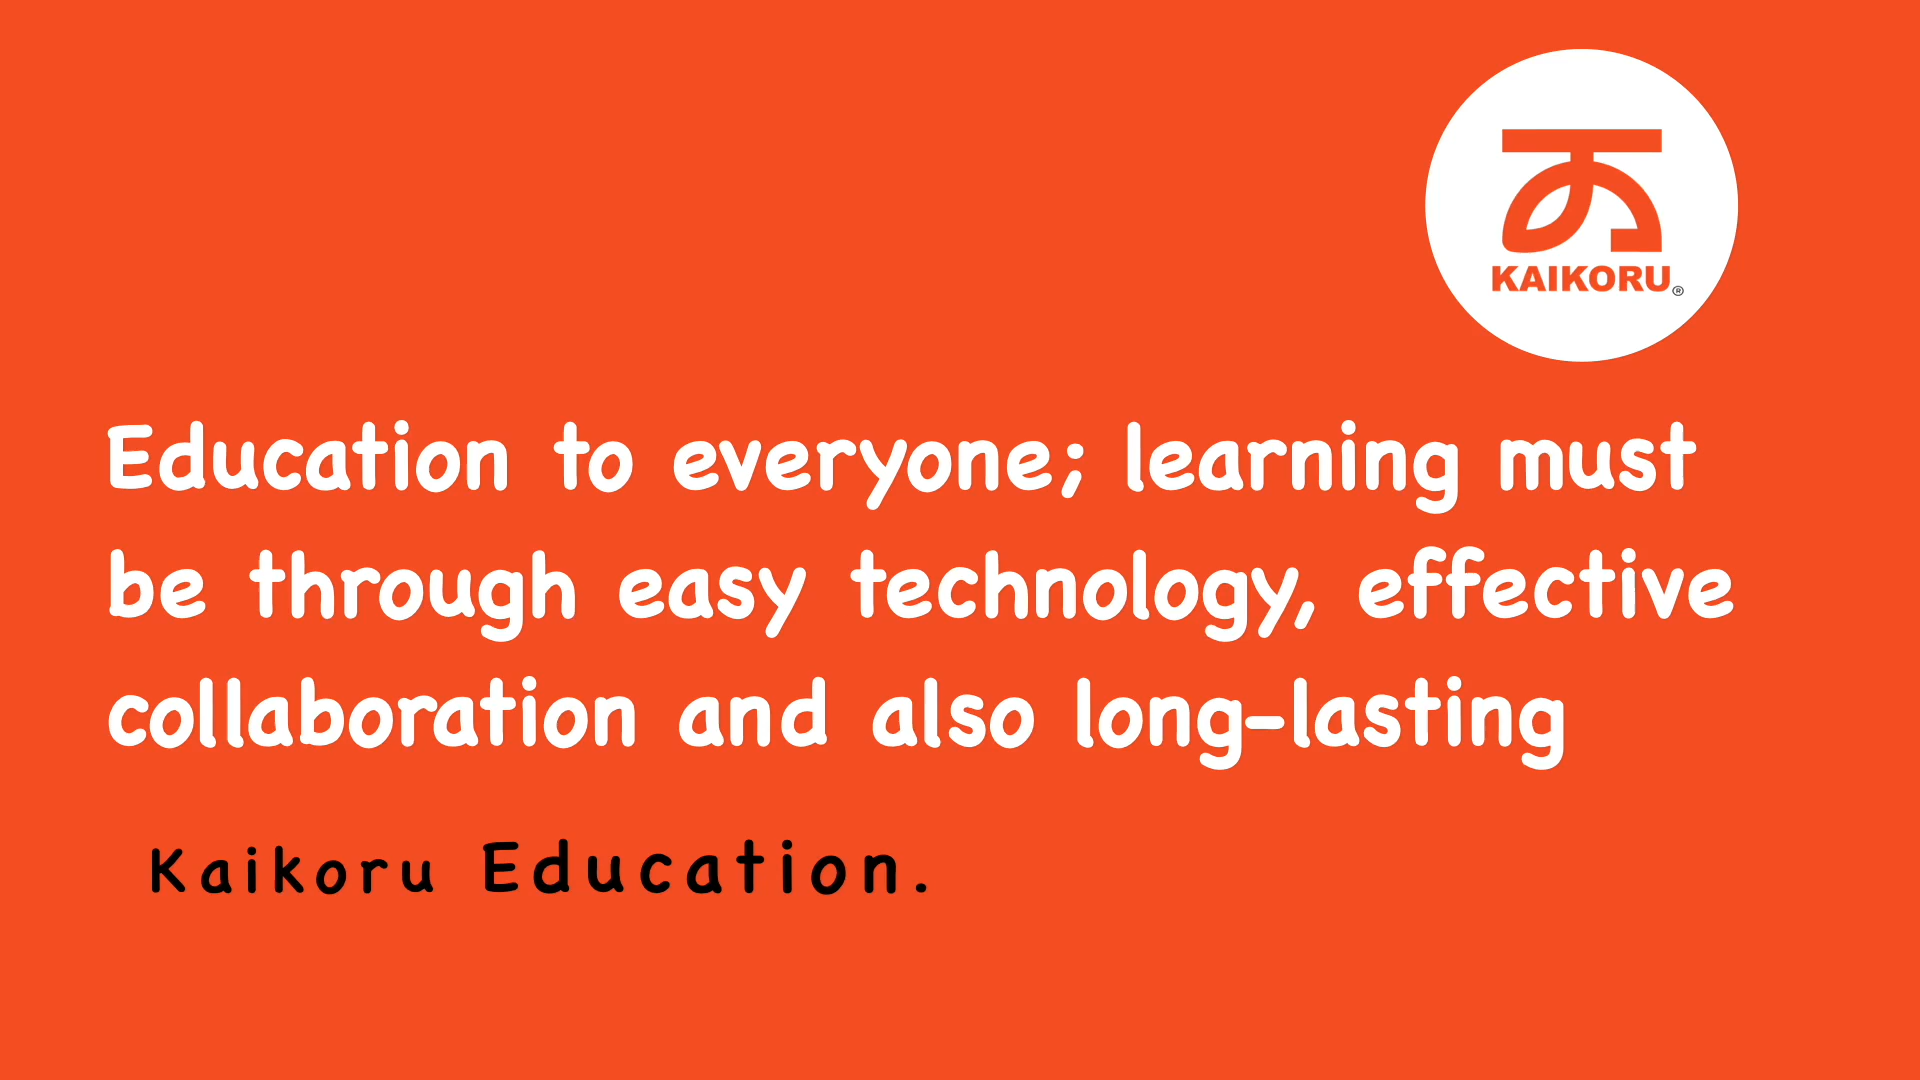 KAIKORU®
Education to everyone; learning must
be through easy technology, effective
collaboration and also long-lasting
Kaikoru Education.